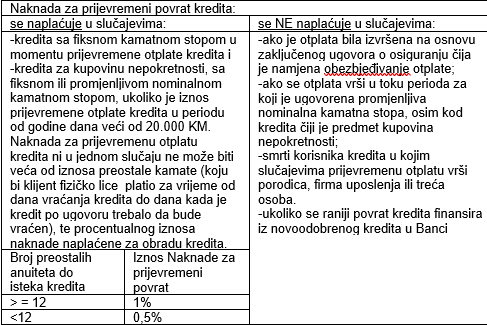 Naknada za prijevremeni povrat kredita:
se naplaćuje u slučajevima:
-kredita sa fiksnom kamatnom stopom u
momentu prijevremene otplate kredita i
-kredita za kupovinu nepokretnosti, sa
fiksnom ili promjenljivom nominalnom
kamatnom stopom, ukoliko je iznos
prijevremene otplate kredita u periodu
od godine dana veći od 20.000 KM.
Naknada za prijevremenu otplatu
kredita ni u jednom slučaju ne može biti
veća od iznosa preostale kamate (koju
bi klijent fizičko lice  platio za vrijeme od
dana vraćanja kredita do dana kada je
kredit po ugovoru trebalo da bude
vraćen), te procentualnog iznosa
naknade naplaćene za obradu kredita.
Broj preostalih
anuiteta do
isteka kredita
Iznos Naknade za
prijevremeni
povrat
> = 12
1%
<12
0,5%
se NE naplaćuje u slučajevima:
-ako je otplata bila izvršena na osnovu
zaključenog ugovora o osiguranju čija
je namjena obezbjeđivanje otplate;
-ako se otplata vrši u toku perioda za
koji je ugovorena promjenljiva
nominalna kamatna stopa, osim kod
kredita čiji je predmet kupovina
nepokretnosti;
-smrti korisnika kredita u kojim
slučajevima prijevremenu otplatu vrši
porodica, firma uposlenja ili treća
osoba.
-ukoliko se raniji povrat kredita finansira
iz novoodobrenog kredita u Banci